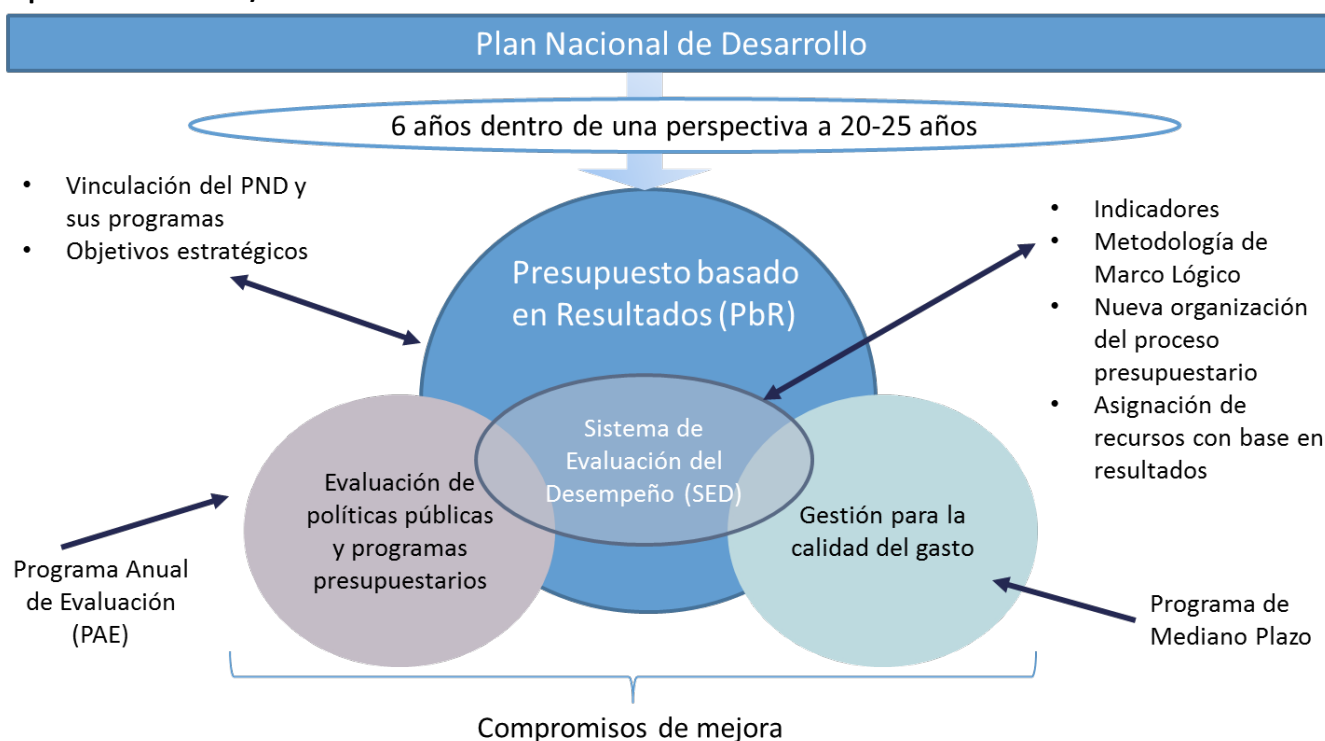 Plan Nacional de Desarrollo
6 años dentro de una perspectiva a 20-25 años
• Vinculación del PND y
sus programas
• Objetivos estratégicos
Presupuesto basado
en Resultados (PbR)
• Indicadores
• Metodología de
Marco Lógico
• Nueva organización
del proceso
presupuestario
• Asignación de
recursos con base en
resultados
Sistema de
Evaluación del
Desempeño (SED)
Evaluación de
políticas públicas
y programas
presupuestarios
Gestión para la
calidad del gasto
Programa Anual
de Evaluación
(PAE)
Programa de
Mediano Plazo
Compromisos de mejora